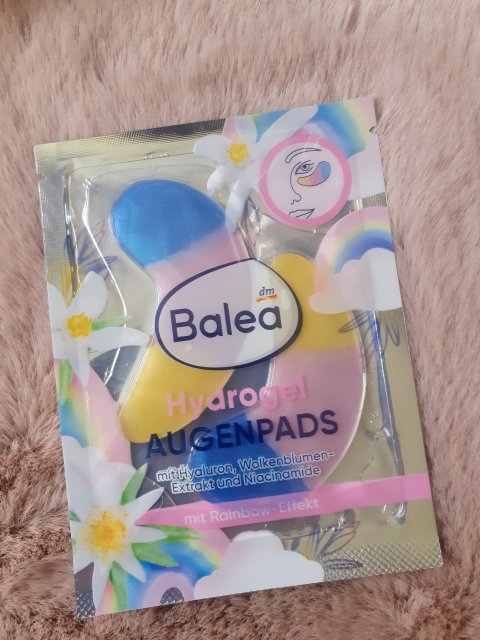 dm
Balea
Hydrogel
AUGENPADS
mit Hyaluron, Wolkenblumen-
Extrakt und Niacinamide
mit Rainbow-Effekt